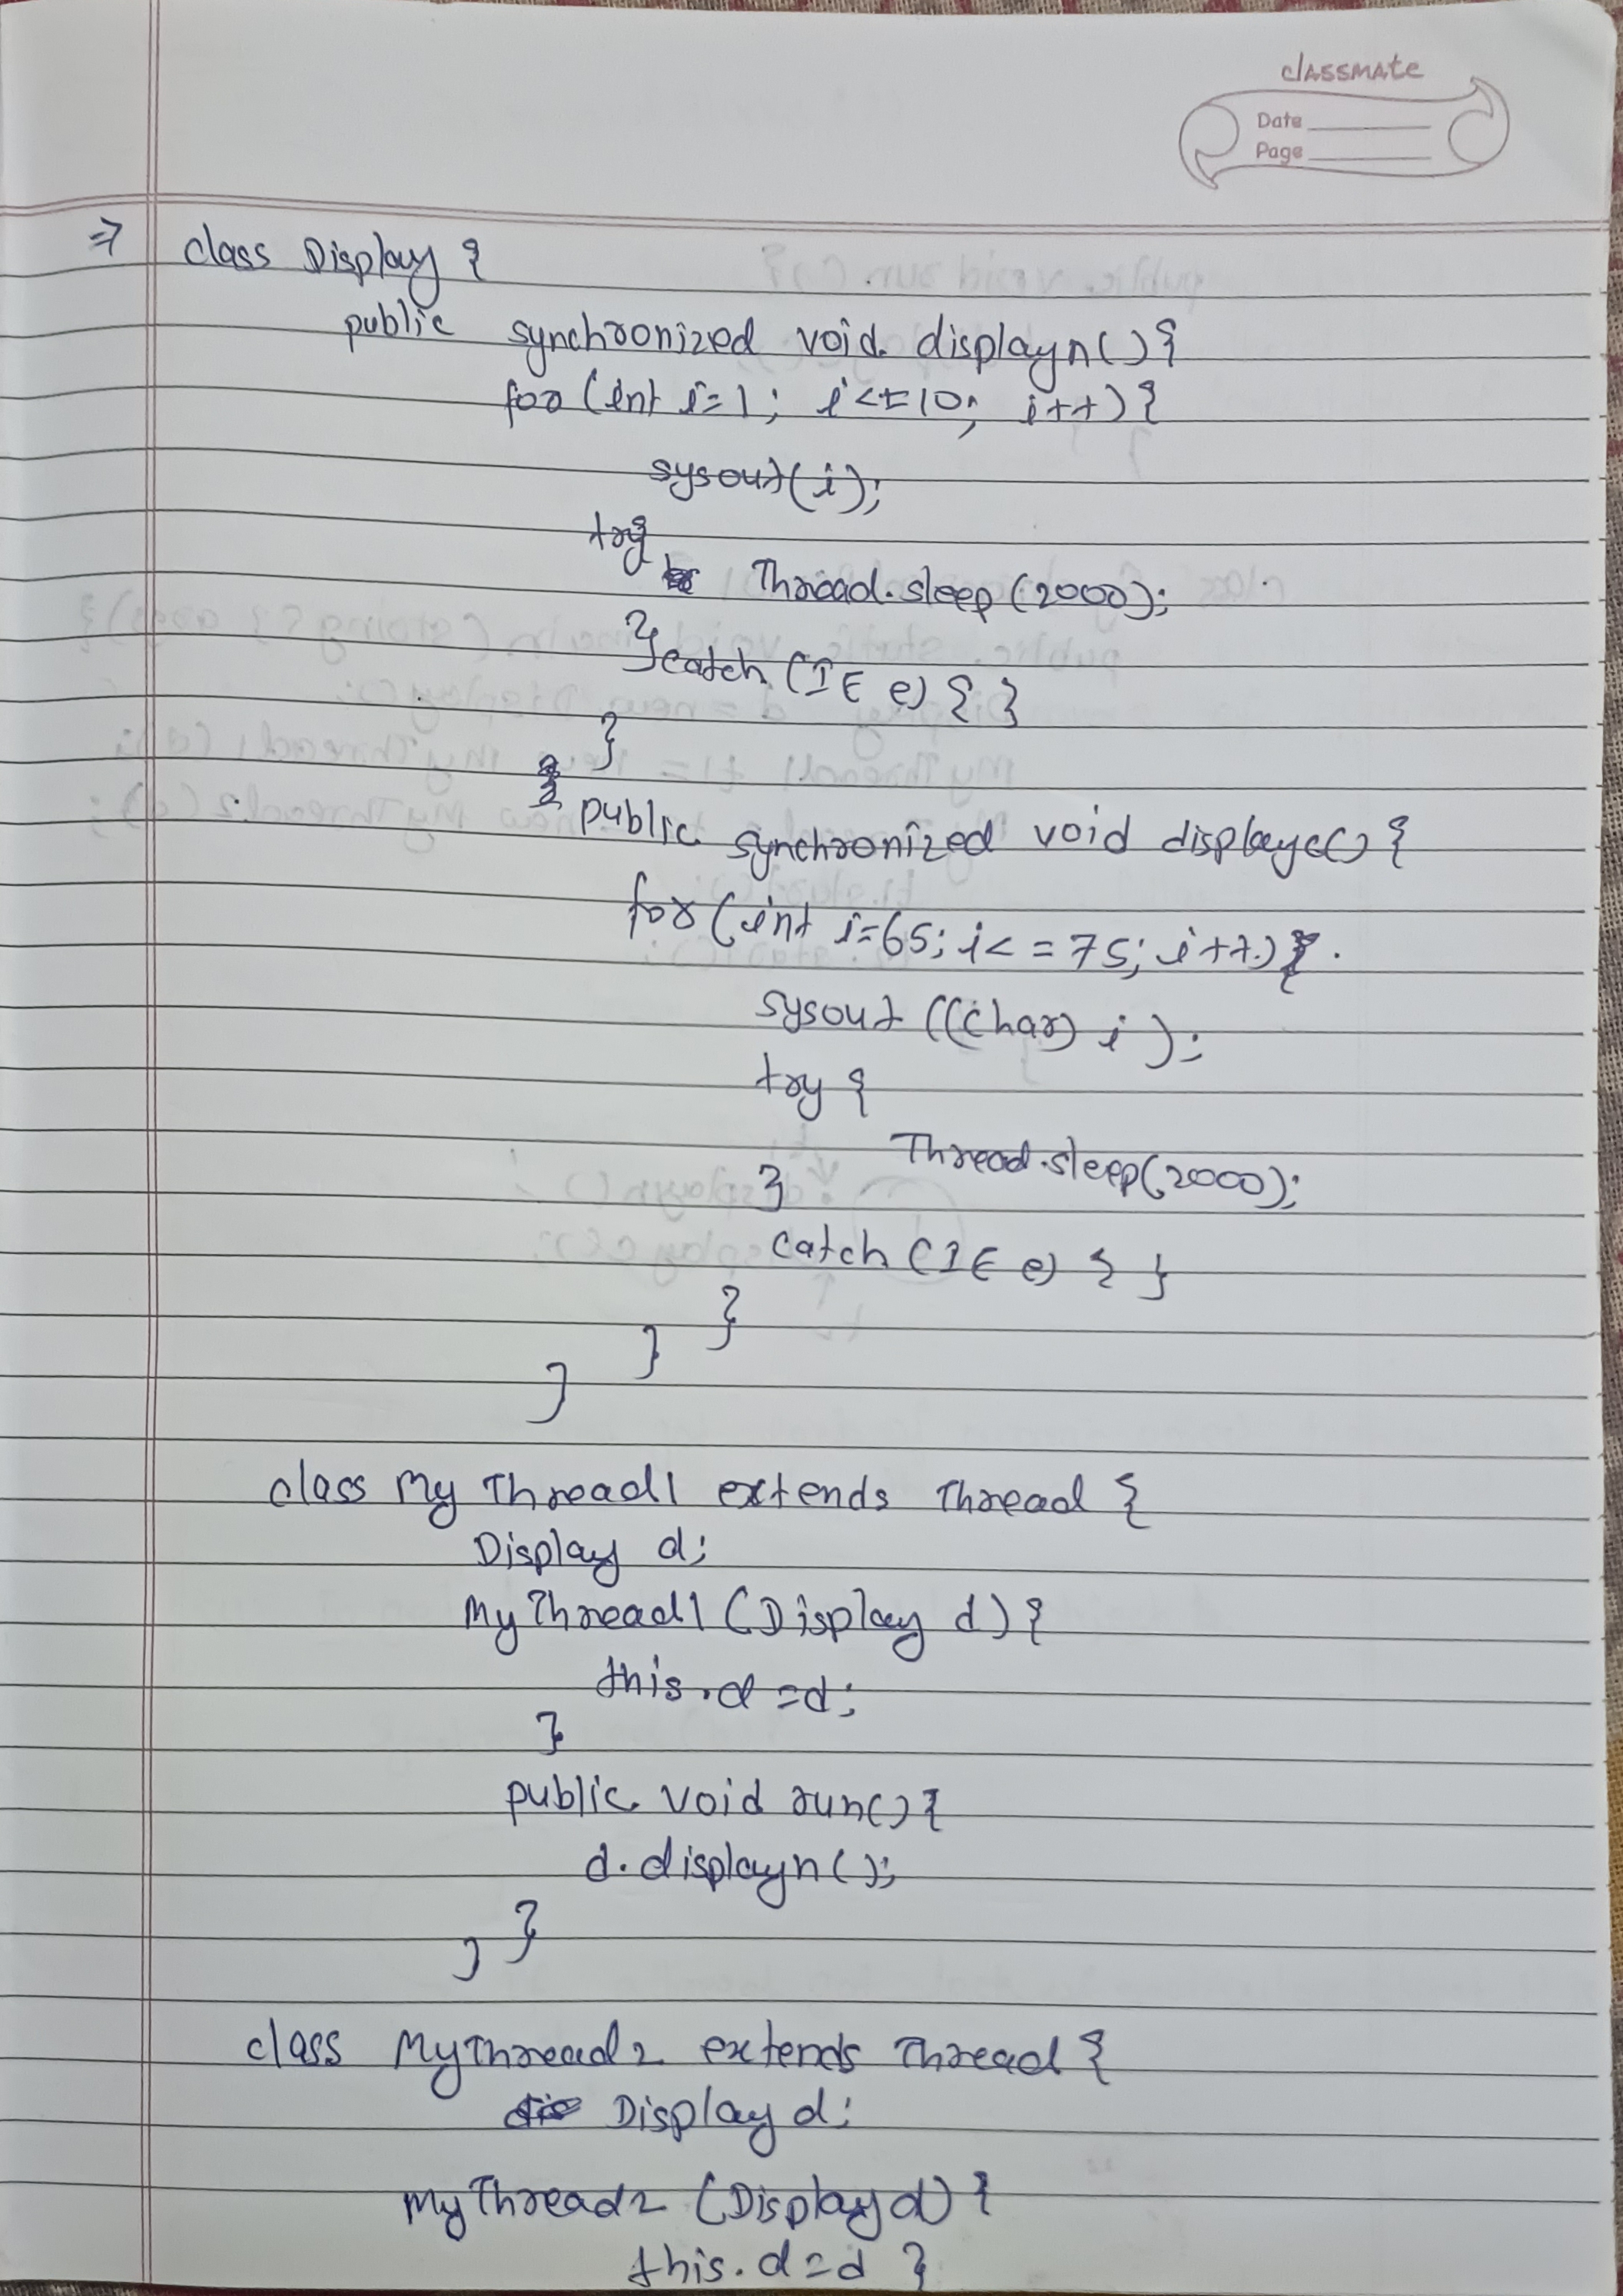 classmate
Date
Page
⇒ class Display {
public synchronized void displayn(){
for (int i=1; i<=10; i++){
sysout(i);
try{
Thread.sleep(2000);
}catch (IE e) { }
}
}
public synchronized void displayc() {
for (int i=65; i<=75; i++) {
sysout ((char) i );
try {
Thread.sleep(2000);
}
catch (IE e) { }
}
}
}
class MyThread1 extends Thread {
Display d;
MyThread1 (Display d) {
this.d=d;
}
public void run() {
d.displayn();
}
}
class MyThread2 extends Thread {
Display d;
MyThread2 (Display d) {
this.d=d }